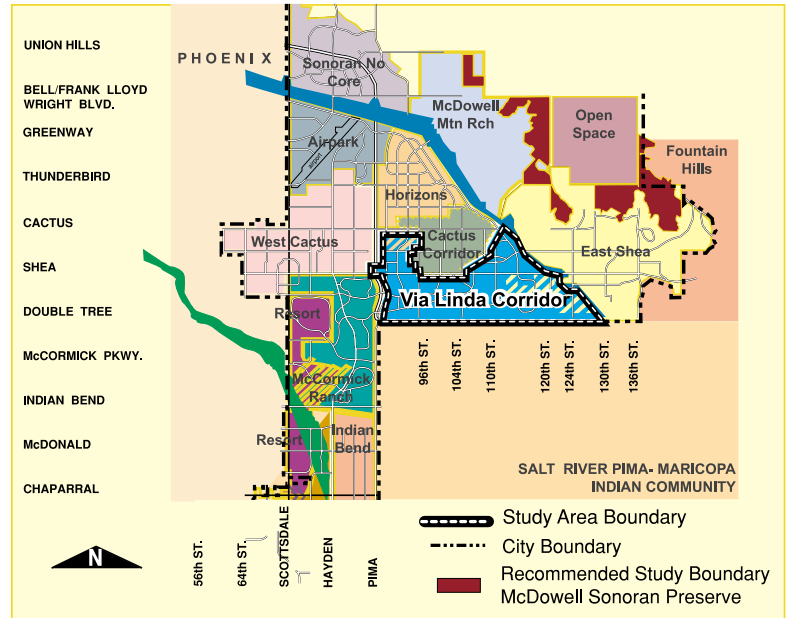 UNION HILLS
BELL/FRANK LLOYD
WRIGHT BLVD.
GREENWAY
THUNDERBIRD
CACTUS
SHEA
DOUBLE TREE
McCORMICK PKWY.
INDIAN BEND
McDONALD
CHAPARRAL
PHOENIX
Sonoran No
Core
McDowell
Mtn Rch
Open
Space
Fountain
Hills
Airpark
airport
Horizons
Cactus
Corridor
West Cactus
East Shea
Via Linda Corridor
Resort
McCormick
Ranch
Resort
Indian
Bend
96th ST.
104th ST.
110th ST.
120th ST.
124th ST.
130th ST.
136th ST.
SALT RIVER PIMA- MARICOPA
INDIAN COMMUNITY
N
56th ST.
64th ST.
SCOTTSDALE
HAYDEN
PIMA
Study Area Boundary
City Boundary
Recommended Study Boundary
McDowell Sonoran Preserve